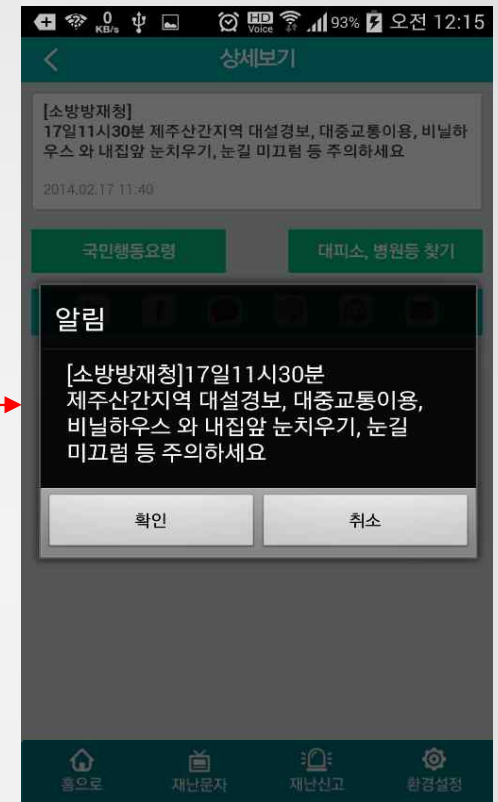 0
KB/s
HD
Voice
93%
오전 12:15
상세보기
[소방방재청]
17일11시30분 제주산간지역 대설경보, 대중교통이용, 비닐하
우스 와 내집앞 눈치우기, 눈길 미끄럼 등 주의하세요
2014.02.17 11:40
국민행동요령
대피소, 병원등 찾기
알림
[소방방재청]17일11시30분
제주산간지역 대설경보, 대중교통이용,
비닐하우스 와 내집앞 눈치우기, 눈길
미끄럼 등 주의하세요
확인
취소
홈으로
재난문자
재난신고
환경설정